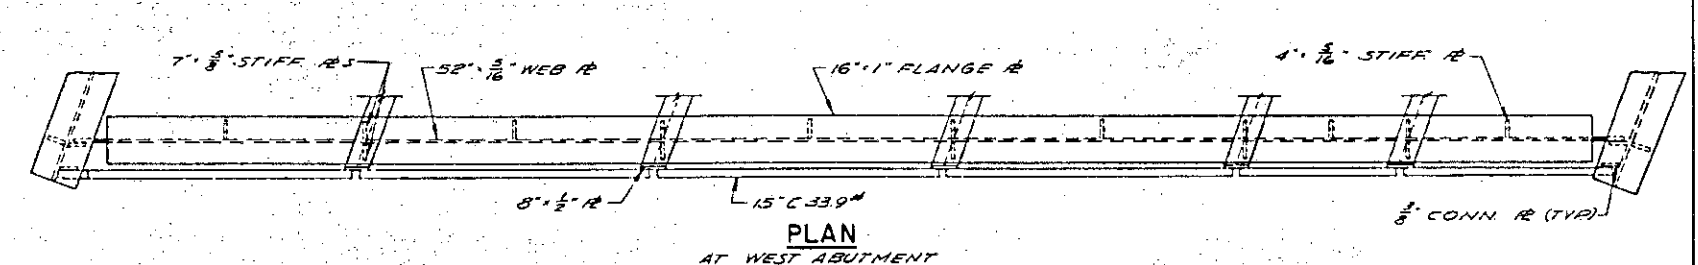 7" × 5/8" STIFF. ℙLS
52" × 5/16" WEB ℙL
16" × 1" FLANGE ℙL
4" × 5/16" STIFF. ℙL
8" × 1/2" ℙL
15" C 33.9#
3/8" CONN. ℙL (TYP.)
PLAN
AT WEST ABUTMENT